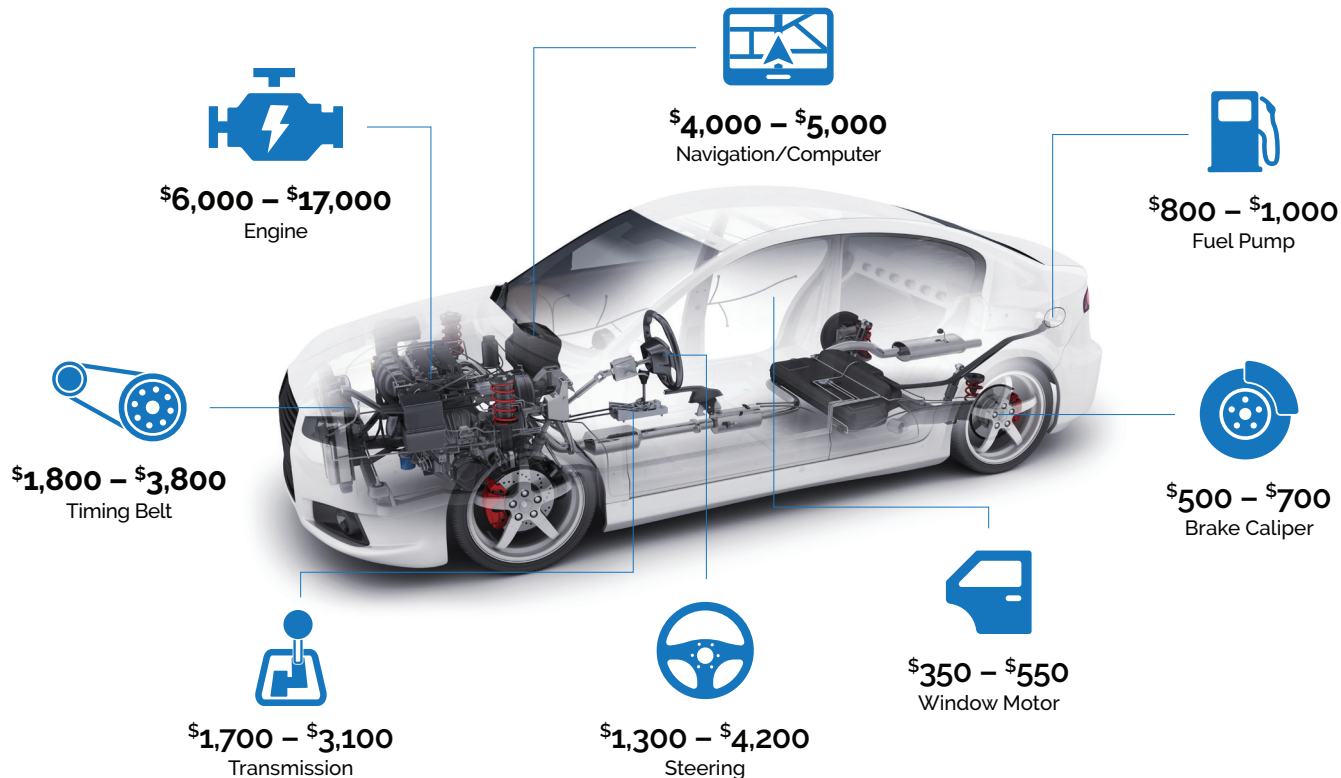 $4,000 – $5,000
Navigation/Computer
$6,000 – $17,000
Engine
$800 – $1,000
Fuel Pump
$1,800 – $3,800
Timing Belt
$500 – $700
Brake Caliper
$1,700 – $3,100
Transmission
$1,300 – $4,200
Steering
$350 – $550
Window Motor